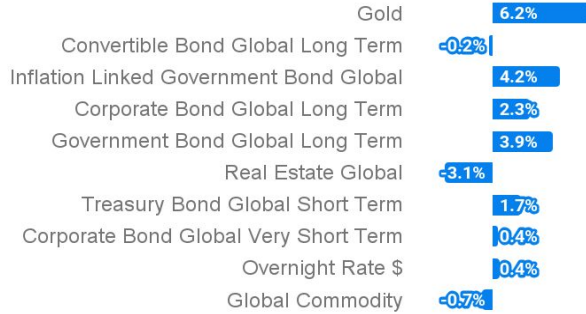 Gold 6.2%
Convertible Bond Global Long Term -0.2%
Inflation Linked Government Bond Global 4.2%
Corporate Bond Global Long Term 2.3%
Government Bond Global Long Term 3.9%
Real Estate Global -3.1%
Treasury Bond Global Short Term 1.7%
Corporate Bond Global Very Short Term 0.4%
Overnight Rate $ 0.4%
Global Commodity -0.7%